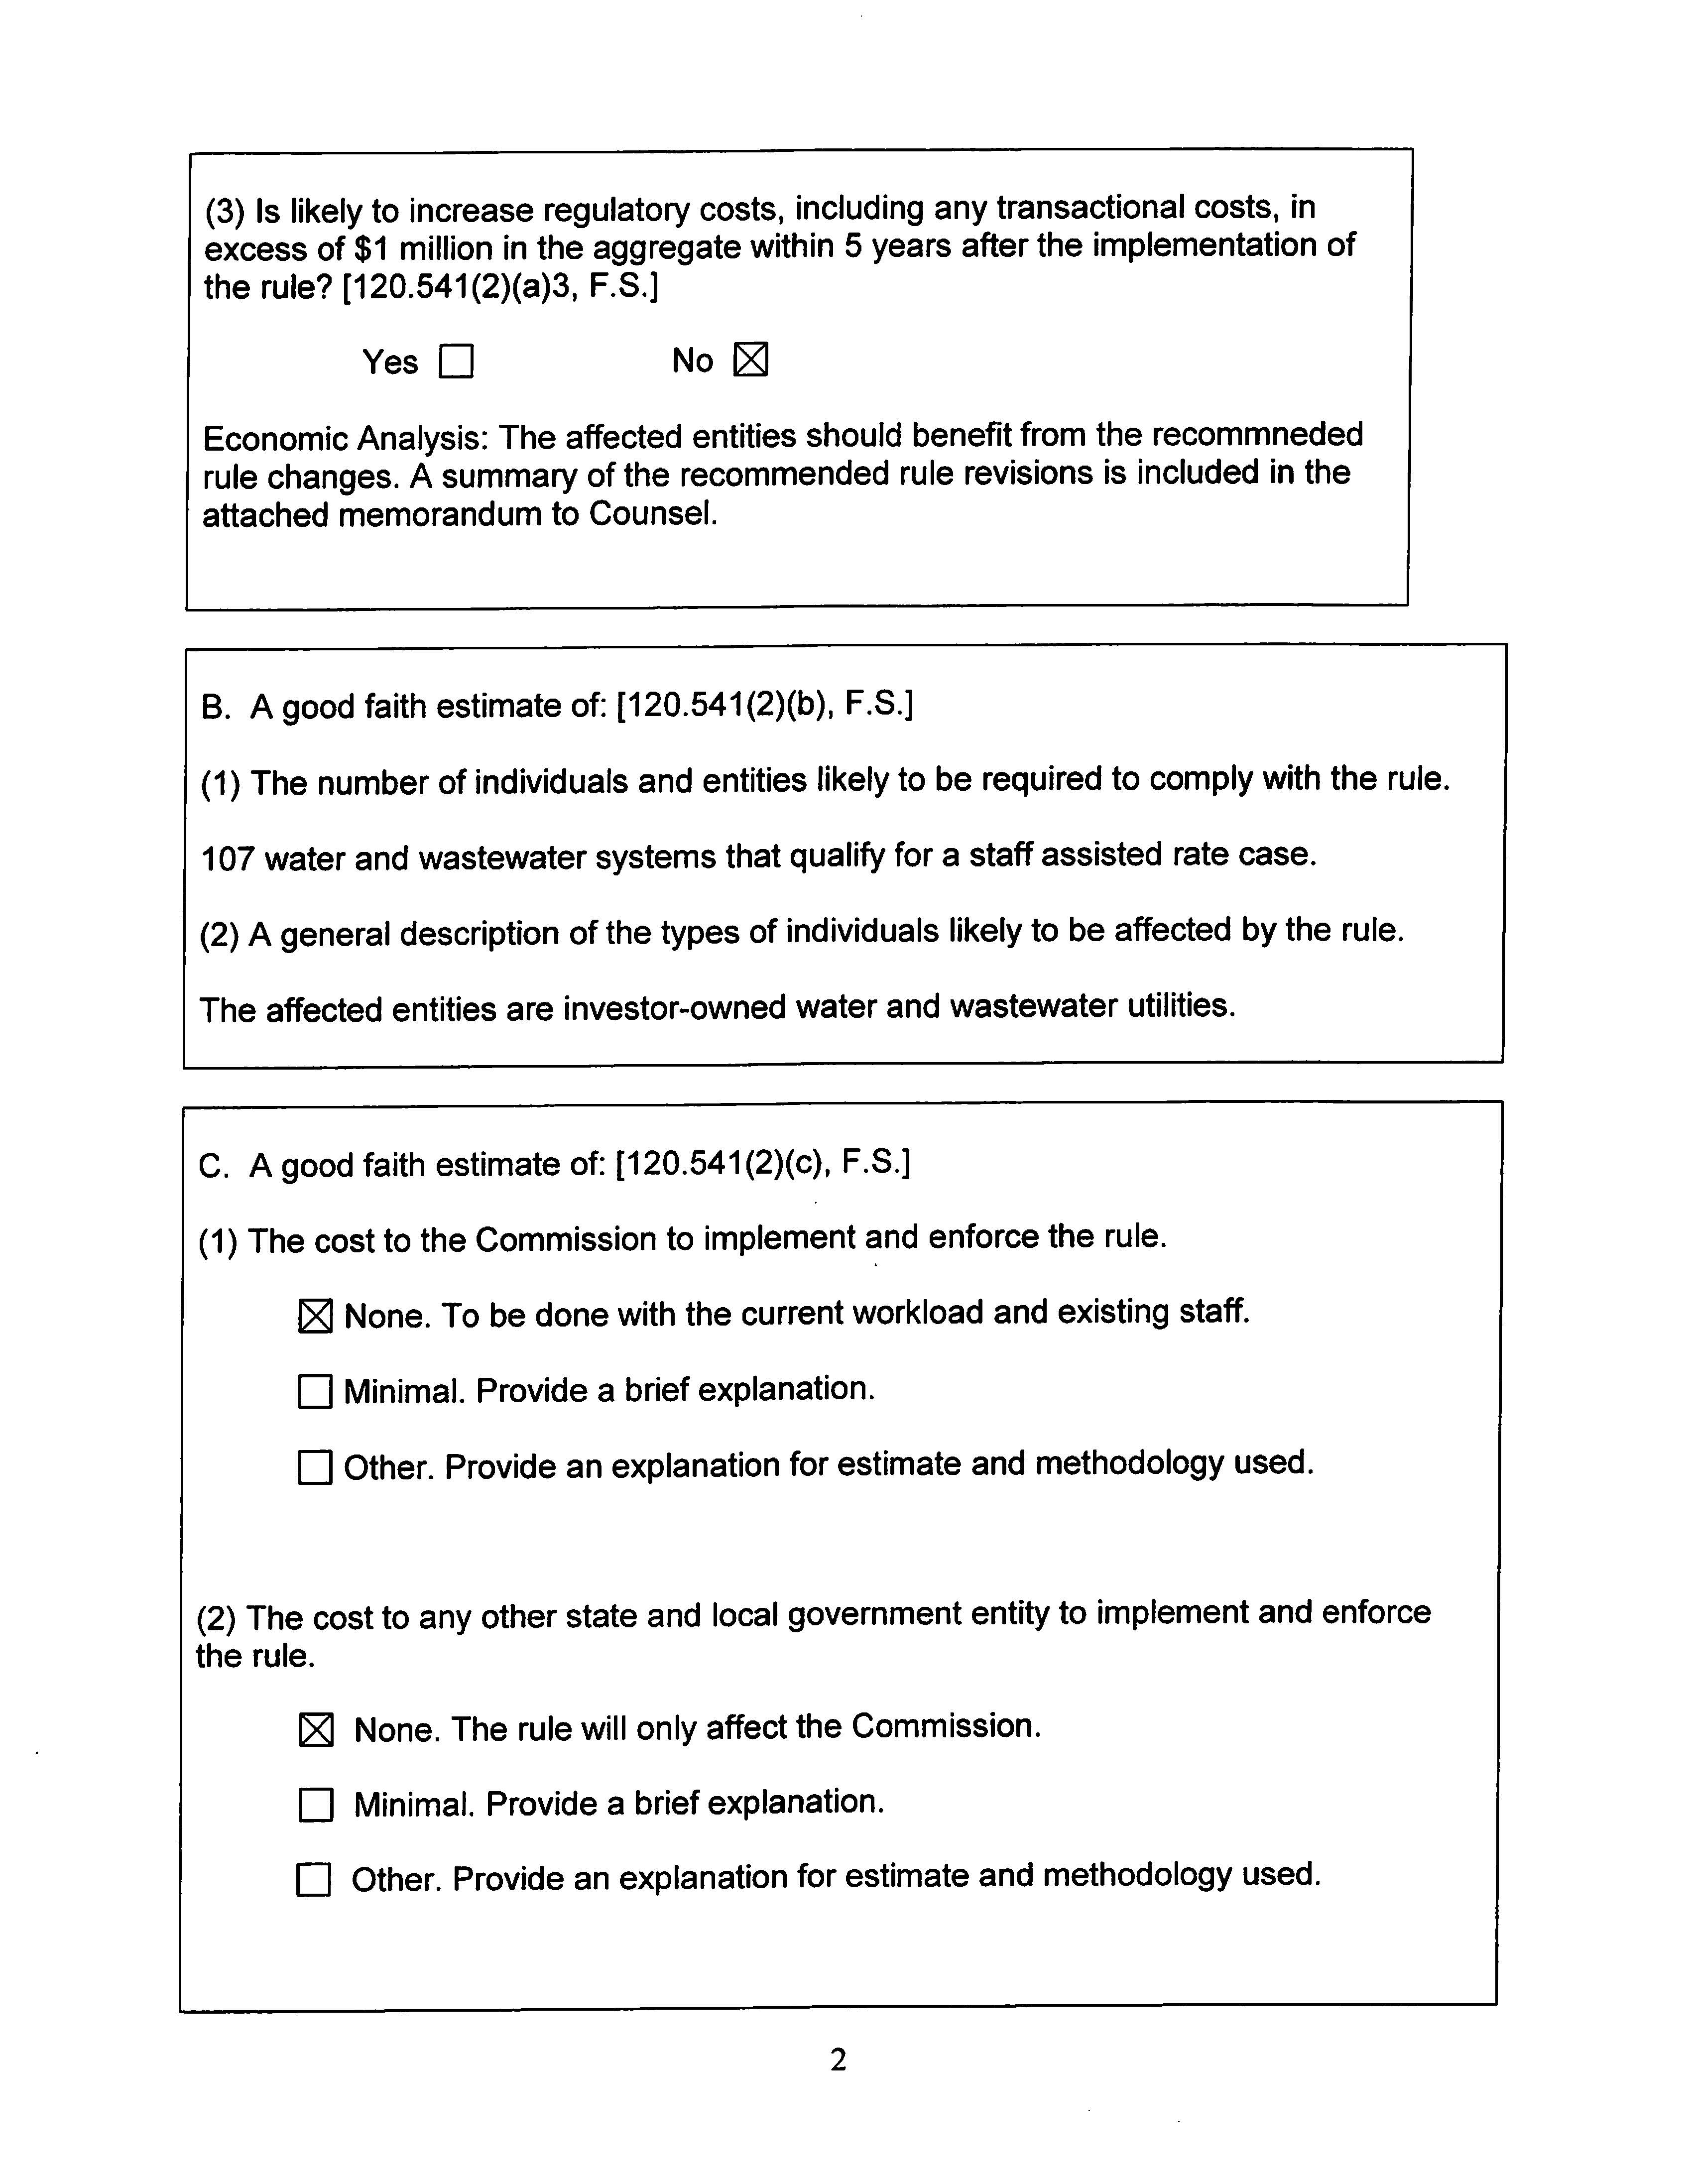 (3) Is likely to increase regulatory costs, including any transactional costs, in
excess of $1 million in the aggregate within 5 years after the implementation of
the rule? [120.541(2)(a)3, F.S.]
Yes ☐ No ☒
Economic Analysis: The affected entities should benefit from the recommneded
rule changes. A summary of the recommended rule revisions is included in the
attached memorandum to Counsel.
B. A good faith estimate of: [120.541(2)(b), F.S.]
(1) The number of individuals and entities likely to be required to comply with the rule.
107 water and wastewater systems that qualify for a staff assisted rate case.
(2) A general description of the types of individuals likely to be affected by the rule.
The affected entities are investor-owned water and wastewater utilities.
C. A good faith estimate of: [120.541(2)(c), F.S.]
(1) The cost to the Commission to implement and enforce the rule.
☒ None. To be done with the current workload and existing staff.
☐ Minimal. Provide a brief explanation.
☐ Other. Provide an explanation for estimate and methodology used.
(2) The cost to any other state and local government entity to implement and enforce
the rule.
☒ None. The rule will only affect the Commission.
☐ Minimal. Provide a brief explanation.
☐ Other. Provide an explanation for estimate and methodology used.
2